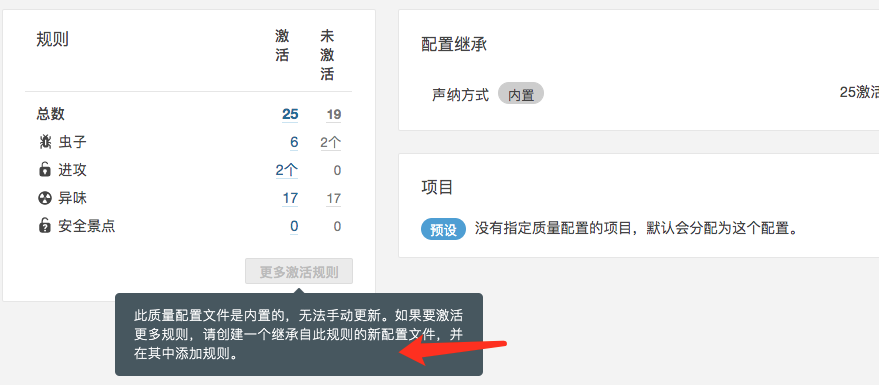 规则
激活
未激活
总数 25 19
虫子 6 2个
进攻 2个 0
异味 17 17
安全景点 0 0
更多激活规则
此质量配置文件是内置的，无法手动更新。如果要激活
更多规则，请创建一个继承自此规则的新配置文件，并
在其中添加规则。
配置继承
声纳方式 内置 25激活
项目
预设 没有指定质量配置的项目，默认会分配为这个配置。